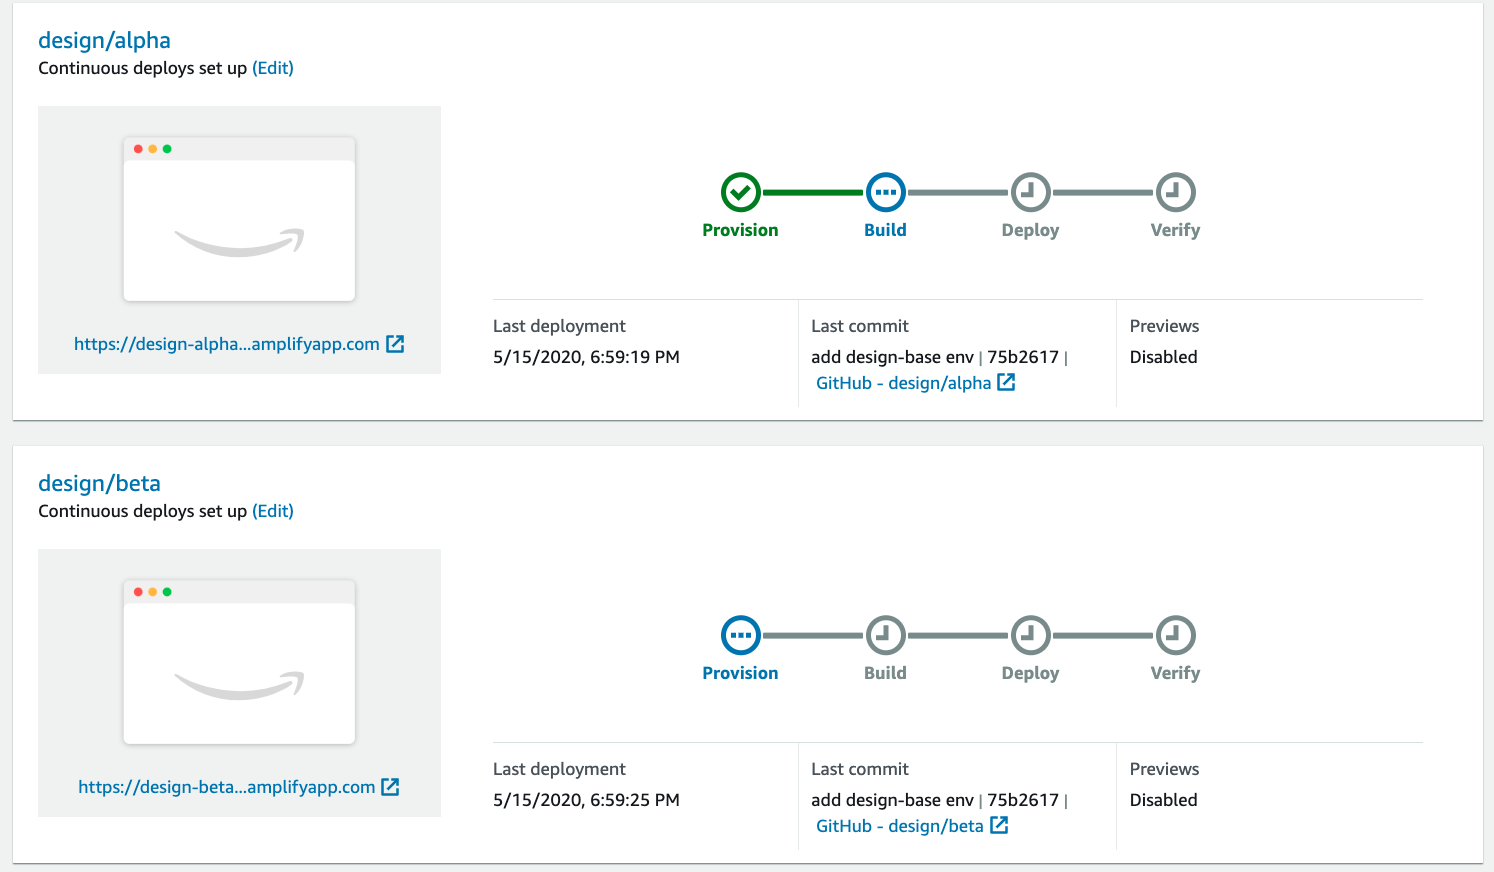 design/alpha
Continuous deploys set up (Edit)
https://design-alpha...amplifyapp.com
Provision
Build
Deploy
Verify
Last deployment
5/15/2020, 6:59:19 PM
Last commit
add design-base env | 75b2617 |
GitHub - design/alpha
Previews
Disabled
design/beta
Continuous deploys set up (Edit)
https://design-beta...amplifyapp.com
Provision
Build
Deploy
Verify
Last deployment
5/15/2020, 6:59:25 PM
Last commit
add design-base env | 75b2617 |
GitHub - design/beta
Previews
Disabled